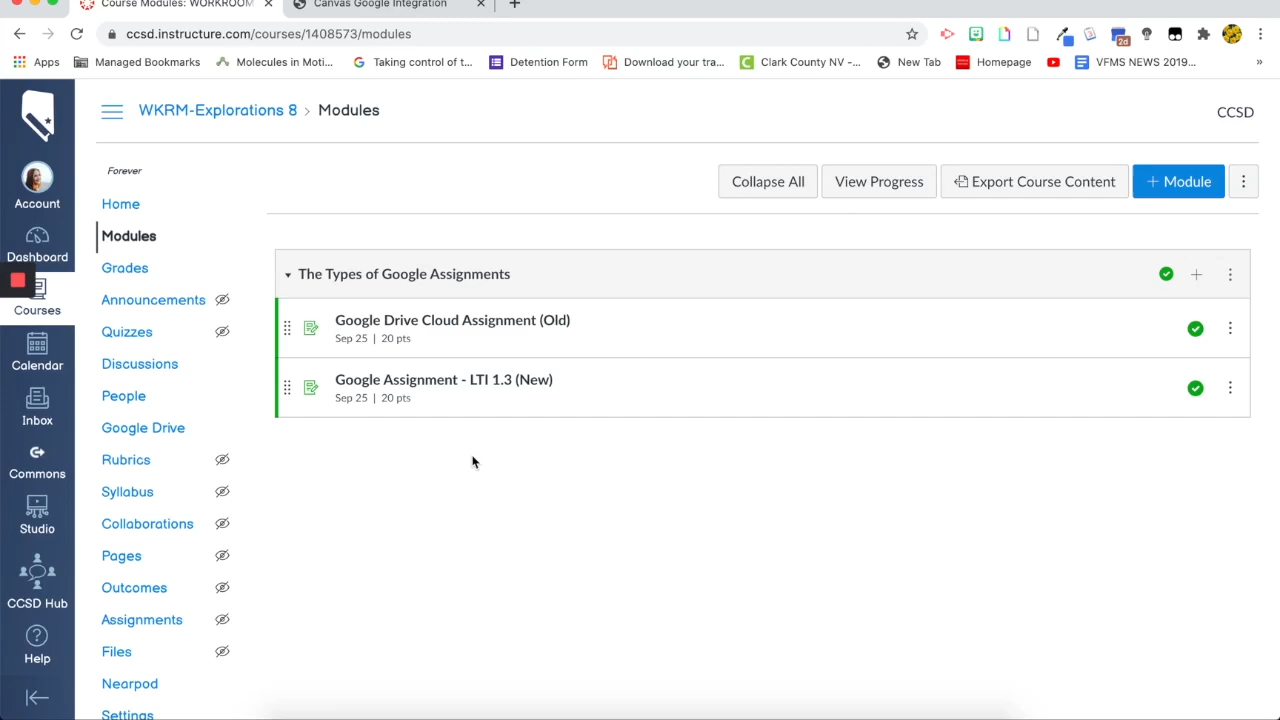 Course Modules: WORKROOM
Canvas Google Integration
ccsd.instructure.com/courses/1408573/modules
2d
Apps
Managed Bookmarks
Molecules in Moti...
Taking control of t...
Detention Form
Download your tra...
Clark County NV -...
New Tab
Homepage
VFMS NEWS 2019...
»
WKRM-Explorations 8 › Modules
CCSD
Forever
Collapse All
View Progress
Export Course Content
+ Module
Account
Dashboard
Courses
Calendar
Inbox
Commons
Studio
CCSD Hub
Help
Home
Modules
Grades
Announcements
Quizzes
Discussions
People
Google Drive
Rubrics
Syllabus
Collaborations
Pages
Outcomes
Assignments
Files
Nearpod
Settings
The Types of Google Assignments
Google Drive Cloud Assignment (Old)
Sep 25 | 20 pts
Google Assignment - LTI 1.3 (New)
Sep 25 | 20 pts